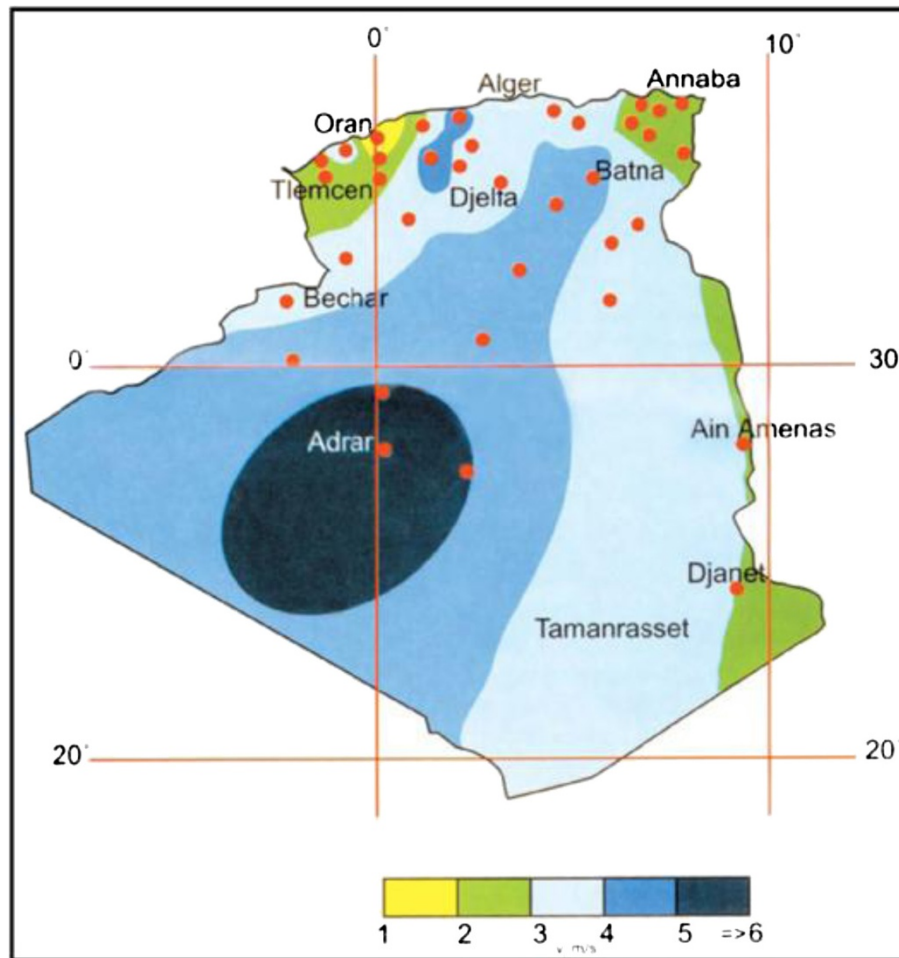 0°
10°
Alger
Annaba
Oran
Tlemcen
Djelfa
Batna
Bechar
0°
30
Adrar
Ain Amenas
Djanet
Tamanrasset
20°
20°
1 2 3 4 5 =>6
v m/s